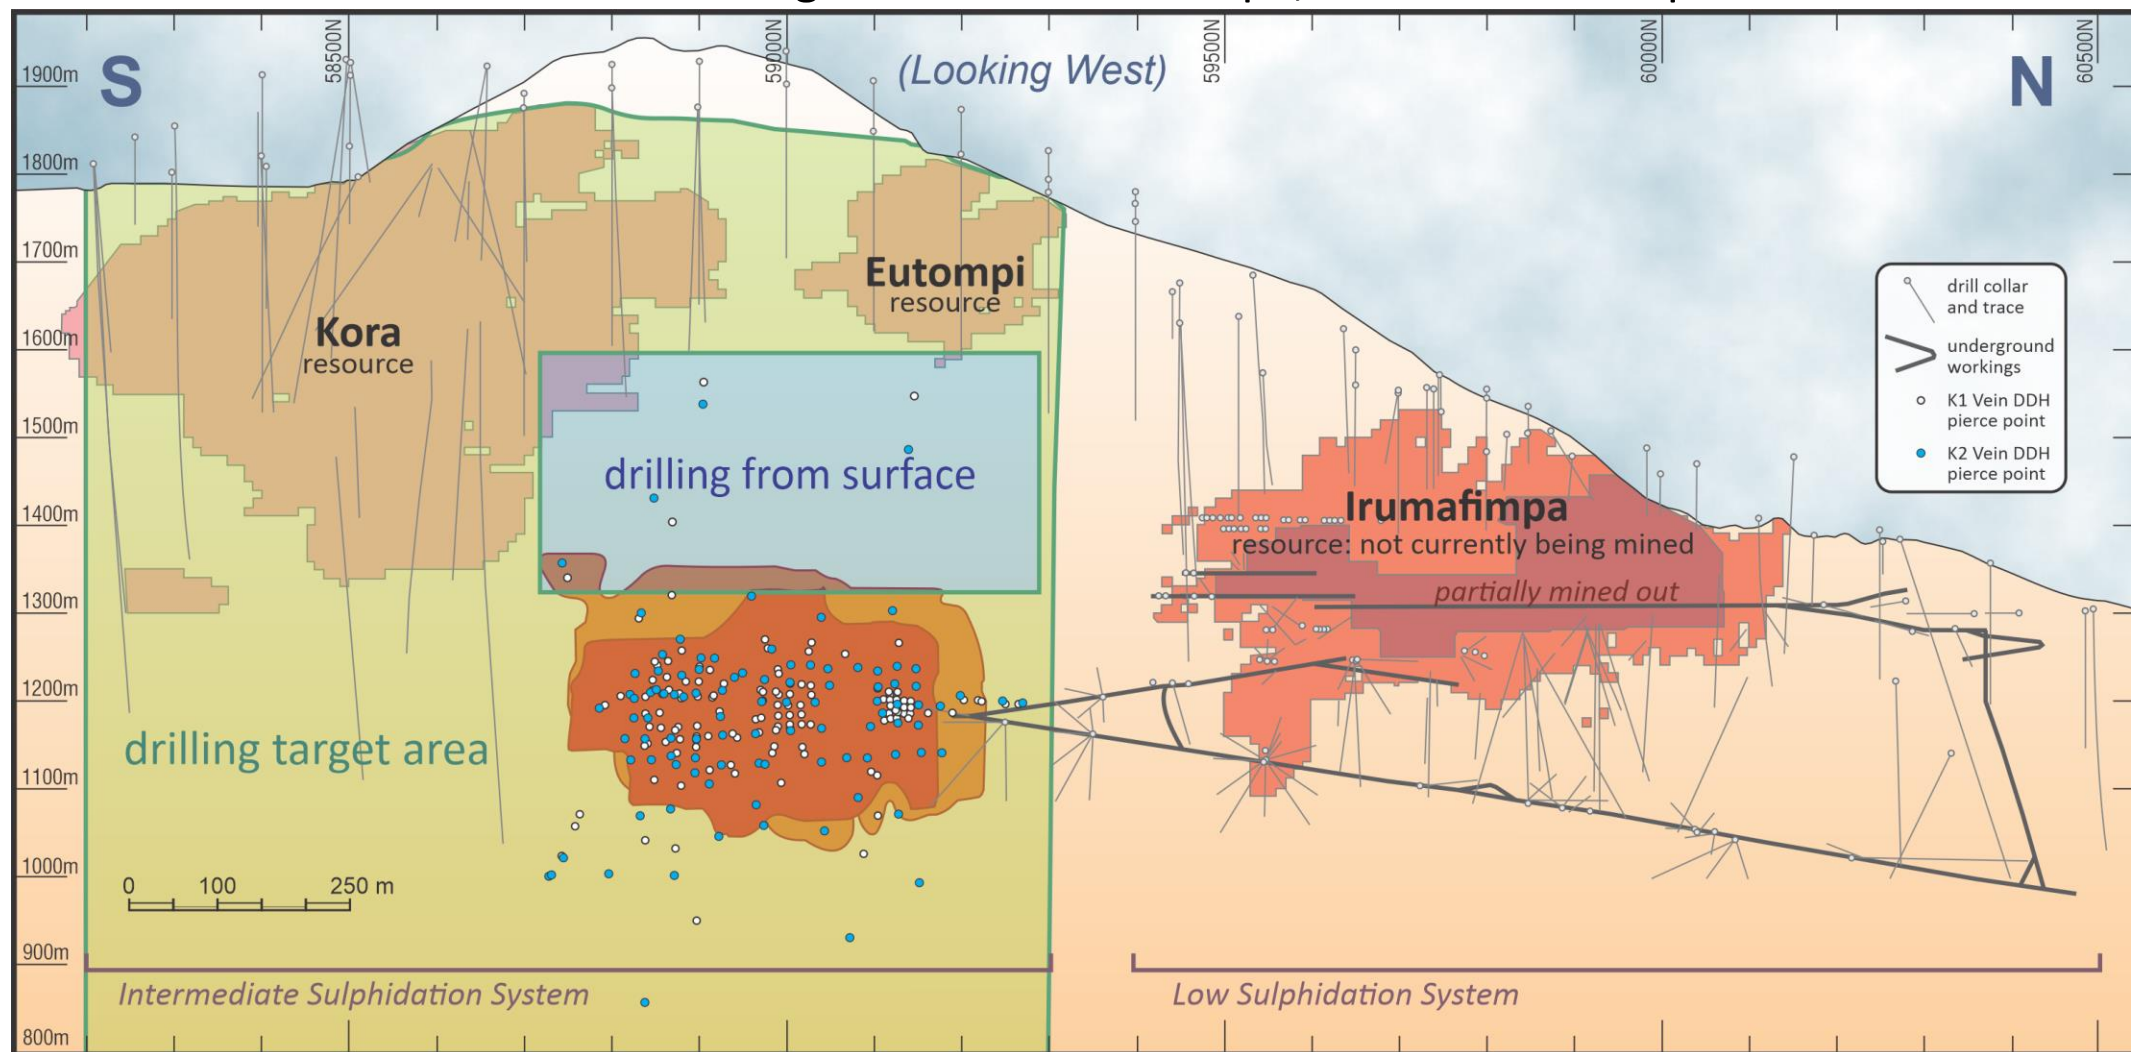 S
(Looking West)
N
58500N
59000N
59500N
60000N
60500N
1900m
1800m
1700m
1600m
1500m
1400m
1300m
1200m
1100m
1000m
900m
800m
Kora
resource
Eutompi
resource
drilling from surface
drilling target area
Irumafimpa
resource: not currently being mined
partially mined out
drill collar
and trace
underground
workings
K1 Vein DDH
pierce point
K2 Vein DDH
pierce point
0 100 250 m
Intermediate Sulphidation System
Low Sulphidation System